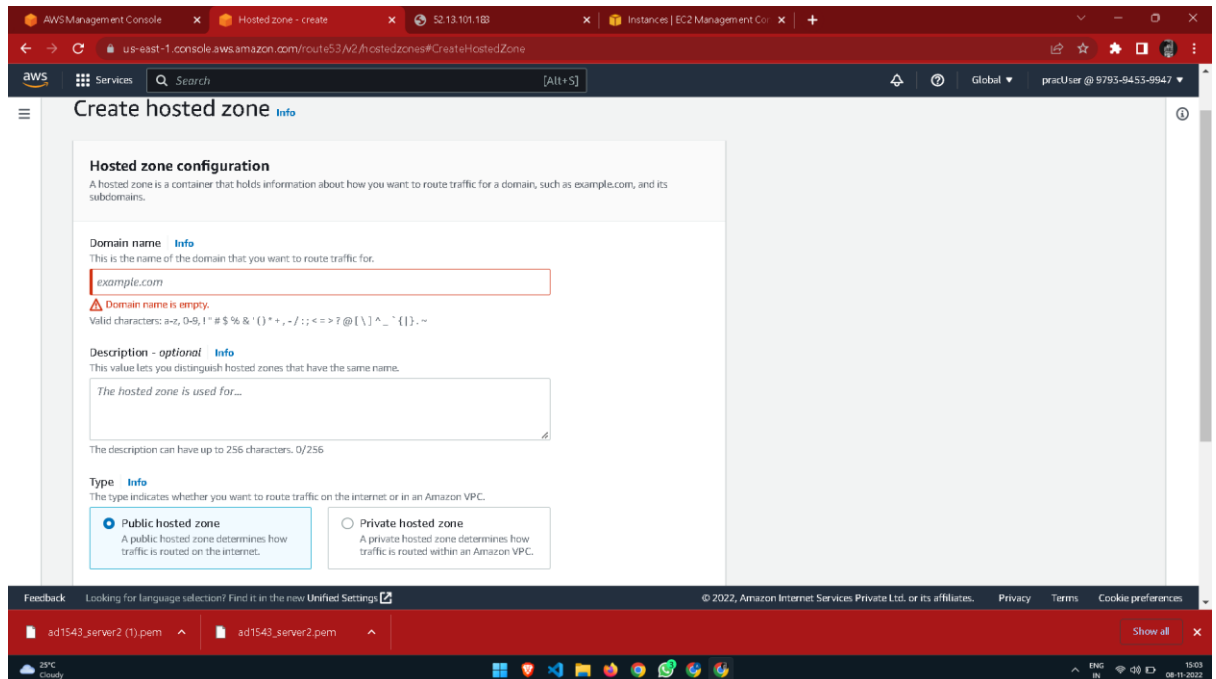 AWS Management Console
Hosted zone - create
52.13.101.183
Instances | EC2 Management Con
us-east-1.console.aws.amazon.com/route53/v2/hostedzones#CreateHostedZone
aws
Services
Search
[Alt+S]
Global
pracUser @ 9793-9453-9947
Create hosted zone Info
Hosted zone configuration
A hosted zone is a container that holds information about how you want to route traffic for a domain, such as example.com, and its
subdomains.
Domain name Info
This is the name of the domain that you want to route traffic for.
example.com
Domain name is empty.
Valid characters: a-z, 0-9, ! " # $ % & ' ( ) * + , - / : ; < = > ? @ [ \ ] ^ _ ` { | } . ~
Description - optional Info
This value lets you distinguish hosted zones that have the same name.
The hosted zone is used for...
The description can have up to 256 characters. 0/256
Type Info
The type indicates whether you want to route traffic on the internet or in an Amazon VPC.
Public hosted zone
A public hosted zone determines how
traffic is routed on the internet.
Private hosted zone
A private hosted zone determines how
traffic is routed within an Amazon VPC.
Feedback
Looking for language selection? Find it in the new Unified Settings
© 2022, Amazon Internet Services Private Ltd. or its affiliates.
Privacy
Terms
Cookie preferences
ad1543_server2 (1).pem
ad1543_server2.pem
Show all
25°C
Cloudy
ENG
IN
15:03
08-11-2022